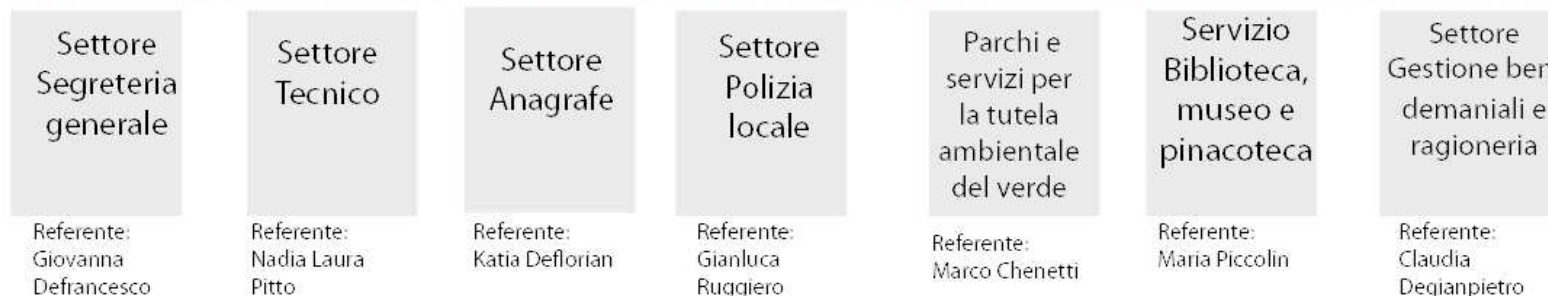 Settore
Segreteria
generale
Referente:
Giovanna
Defrancesco
Settore
Tecnico
Referente:
Nadia Laura
Pitto
Settore
Anagrafe
Referente:
Katia Deflorian
Settore
Polizia
locale
Referente:
Gianluca
Ruggiero
Parchi e
servizi per
la tutela
ambientale
del verde
Referente:
Marco Chenetti
Servizio
Biblioteca,
museo e
pinacoteca
Referente:
Maria Piccolin
Settore
Gestione ben
demaniali e
ragioneria
Referente:
Claudia
Degianpietro